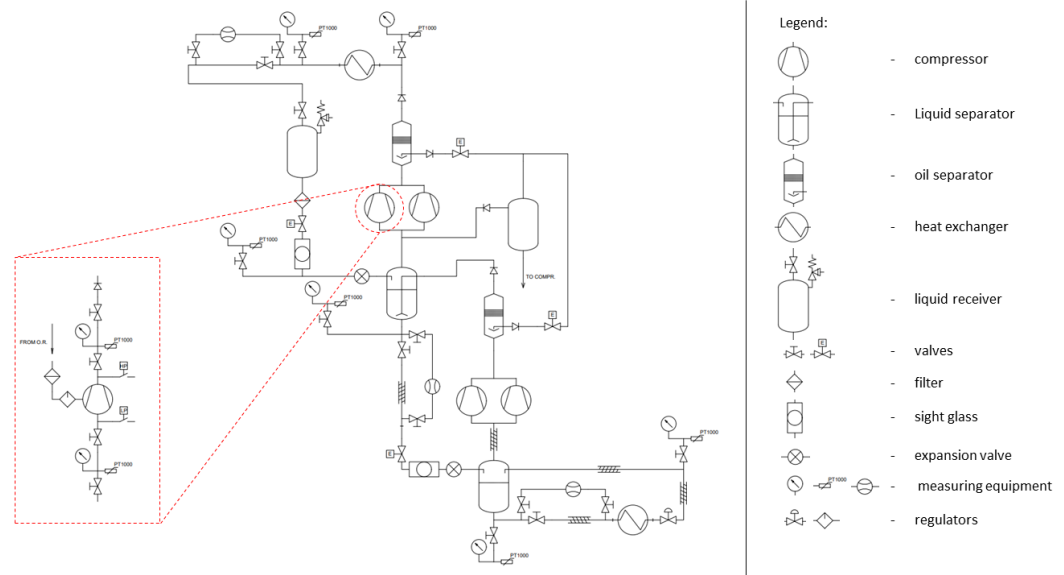 Legend:
PT1000
PT1000
compressor
Liquid separator
E
oil separator
heat exchanger
E
PT1000
TO COMPR.
PT1000
liquid receiver
E
FROM O.R.
PT1000
HP
E
valves
filter
LP
sight glass
PT1000
E
expansion valve
PT1000
PT1000
measuring equipment
regulators
PT1000